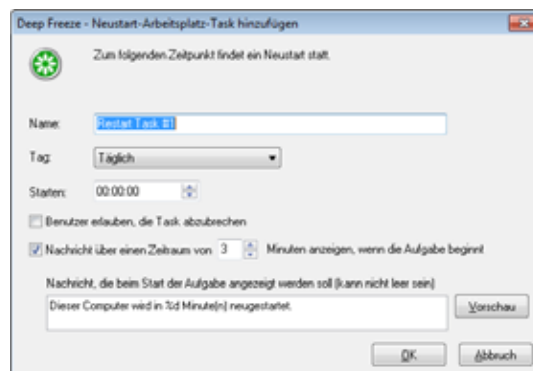 Deep Freeze - Neustart-Arbeitsplatz-Task hinzufügen
Zum folgenden Zeitpunkt findet ein Neustart statt.
Name: Restart Task #1
Tag: Täglich
Starten: 00:00:00
Benutzer erlauben, die Task abzubrechen
Nachricht über einen Zeitraum von 3 Minuten anzeigen, wenn die Aufgabe beginnt
Nachricht, die beim Start der Aufgabe angezeigt werden soll (kann nicht leer sein)
Dieser Computer wird in %d Minute(n) neugestartet.
Vorschau
OK Abbruch